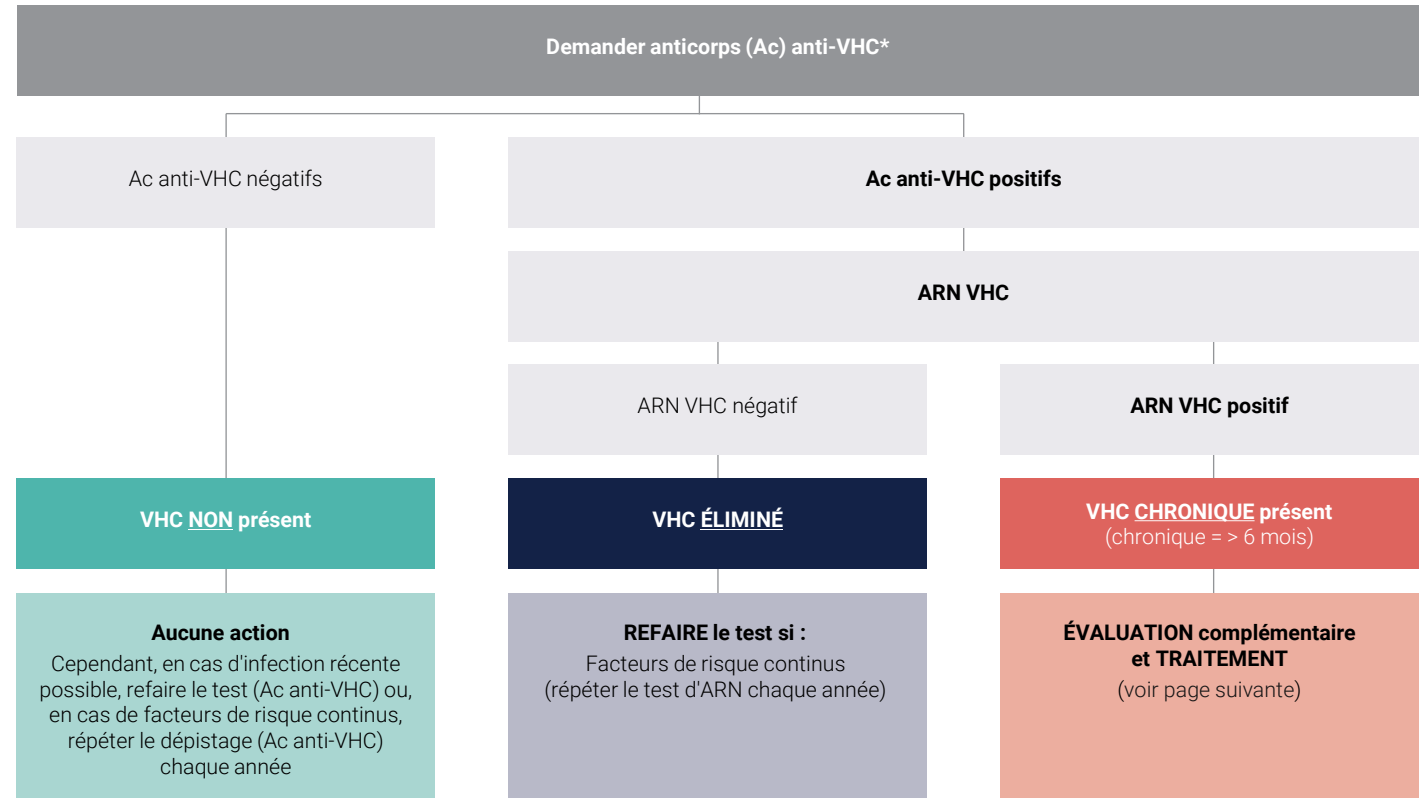 Demander anticorps (Ac) anti-VHC*
Ac anti-VHC négatifs
Ac anti-VHC positifs
ARN VHC
ARN VHC négatif
ARN VHC positif
VHC NON présent
VHC ÉLIMINÉ
VHC CHRONIQUE présent
(chronique = > 6 mois)
Aucune action
Cependant, en cas d'infection récente
possible, refaire le test (Ac anti-VHC) ou,
en cas de facteurs de risque continus,
répéter le dépistage (Ac anti-VHC)
chaque année
REFAIRE le test si :
Facteurs de risque continus
(répéter le test d'ARN chaque année)
ÉVALUATION complémentaire
et TRAITEMENT
(voir page suivante)